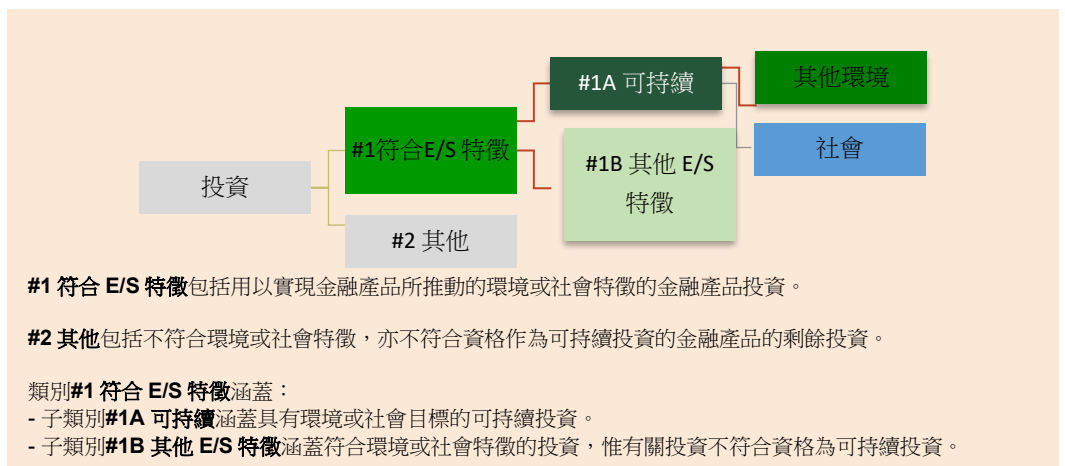 #1A 可持續
其他環境
#1符合E/S 特徵
社會
#1B 其他 E/S
特徵
投資
#2 其他
#1 符合 E/S 特徵包括用以實現金融產品所推動的環境或社會特徵的金融產品投資。
#2 其他包括不符合環境或社會特徵，亦不符合資格作為可持續投資的金融產品的剩餘投資。
類別#1 符合 E/S 特徵涵蓋：
- 子類別#1A 可持續涵蓋具有環境或社會目標的可持續投資。
- 子類別#1B 其他 E/S 特徵涵蓋符合環境或社會特徵的投資，惟有關投資不符合資格為可持續投資。